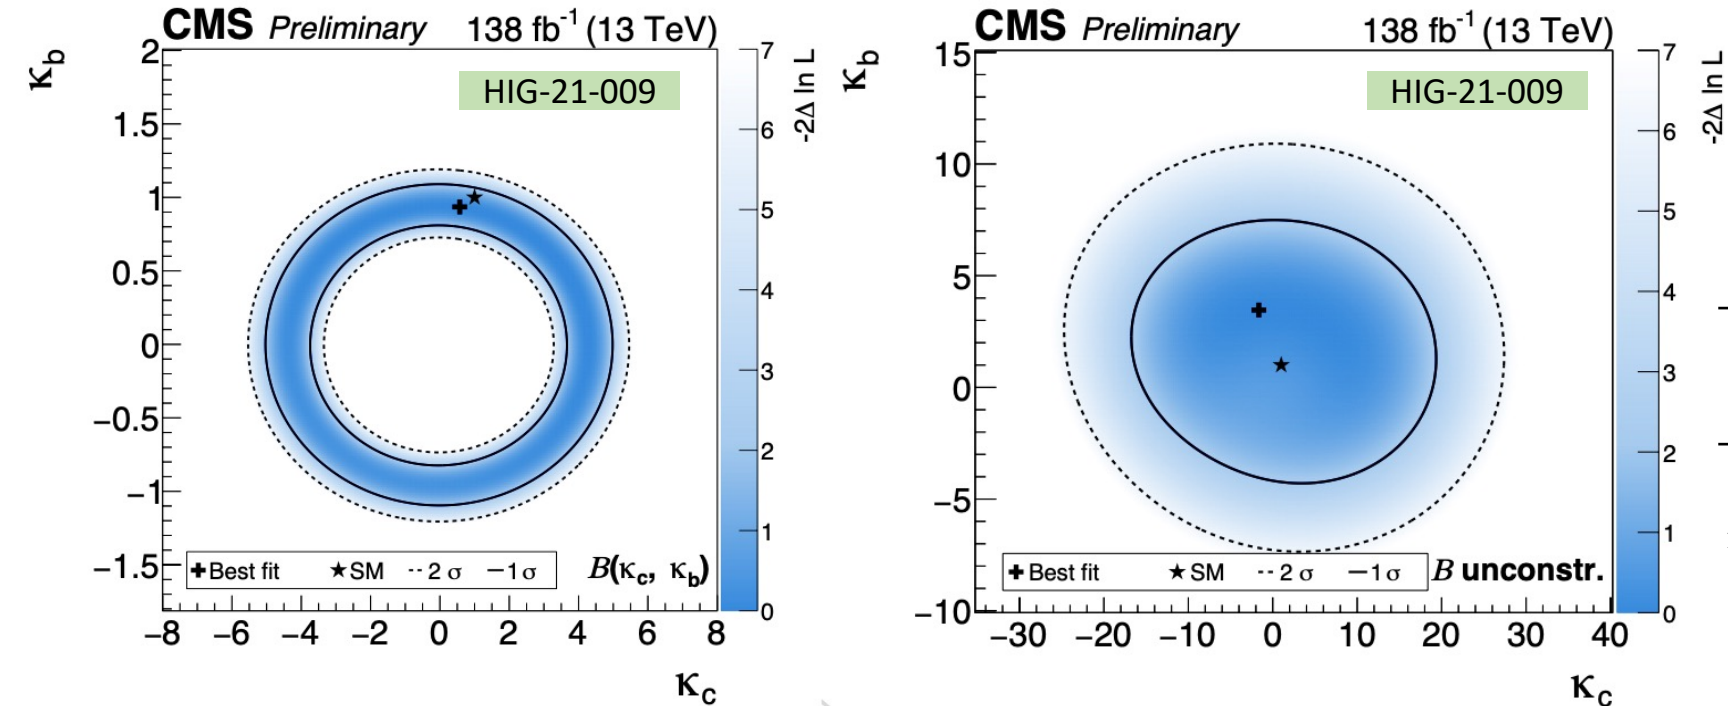 CMS Preliminary 138 fb⁻¹ (13 TeV)
HIG-21-009
κb
2
1.5
1
0.5
0
−0.5
−1
−1.5
Best fit SM 2 σ 1 σ
B(κc, κb)
−8 −6 −4 −2 0 2 4 6 8
κc
7
6
5
4
3
2
1
0
-2Δ ln L
CMS Preliminary 138 fb⁻¹ (13 TeV)
HIG-21-009
κb
15
10
5
0
−5
−10
Best fit SM 2 σ 1 σ
B unconstr.
−30 −20 −10 0 10 20 30 40
κc
7
6
5
4
3
2
1
0
-2Δ ln L